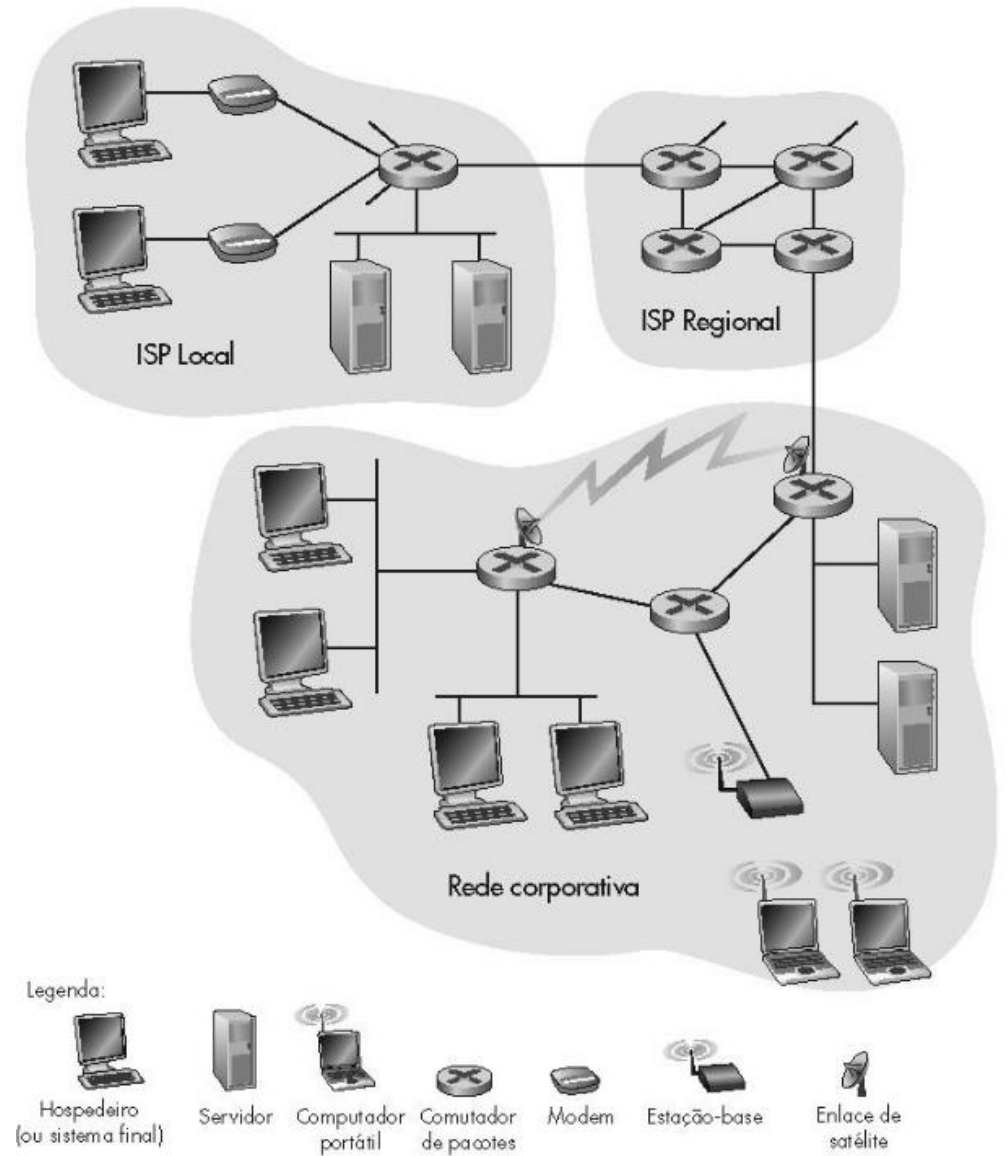 ISP Local
ISP Regional
Rede corporativa
Legenda:
Hospedeiro
(ou sistema final)
Servidor
Computador
portátil
Comutador
de pacotes
Modem
Estação-base
Enlace de
satélite